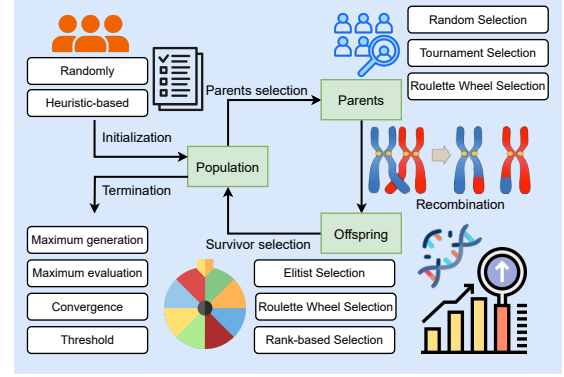 Random Selection
Randomly
Tournament Selection
Heuristic-based
Parents selection
Parents
Roulette Wheel Selection
Initialization
Population
Termination
Recombination
Maximum generation
Survivor selection
Offspring
Maximum evaluation
Elitist Selection
Convergence
Roulette Wheel Selection
Threshold
Rank-based Selection